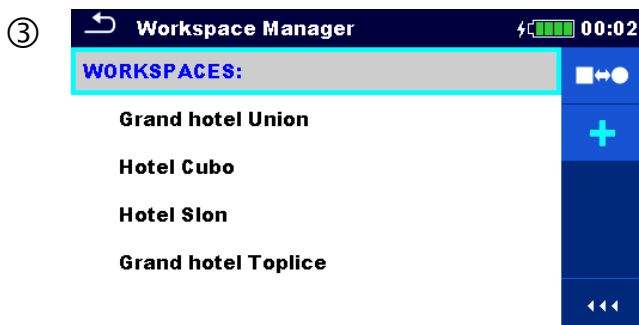 ③
Workspace Manager 00:02
WORKSPACES:
Grand hotel Union
Hotel Cubo
Hotel Slon
Grand hotel Toplice